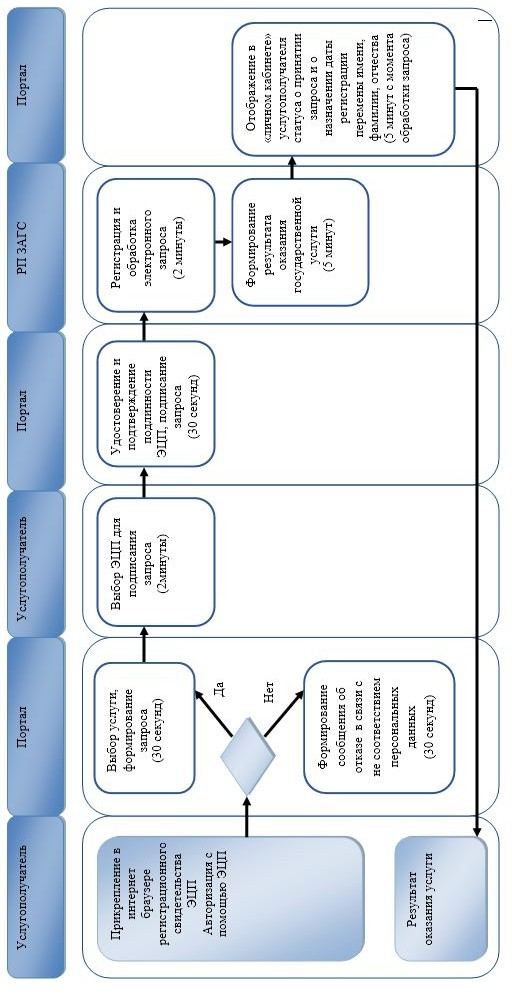 Услугополучатель
Портал
Услугополучатель
Портал
РП ЗАГС
Портал
Прикрепление в
интернет
браузере
регистрационного
свидетельства
ЭЦП
Авторизация с
помощью ЭЦП
Выбор услуги,
формирование
запроса
(30 секунд)
Да
Нет
Формирование
сообщения об
отказе в связи с
не соответствием
персональных
данных
(30 секунд)
Выбор ЭЦП для
подписания
запроса
(2минуты)
Удостоверение и
подтверждение
подлинности
ЭЦП, подписание
запроса
(30 секунд)
Регистрация и
обработка
электронного
запроса
(2 минуты)
Формирование
результата
оказания
государственной
услуги
(5 минут)
Отображение в
«личном кабинете»
услугополучателя
статуса о принятии
запроса и о
назначении даты
регистрации
перемены имени,
фамилии, отчества
(5 минут с момента
обработки запроса)
Результат
оказания услуги